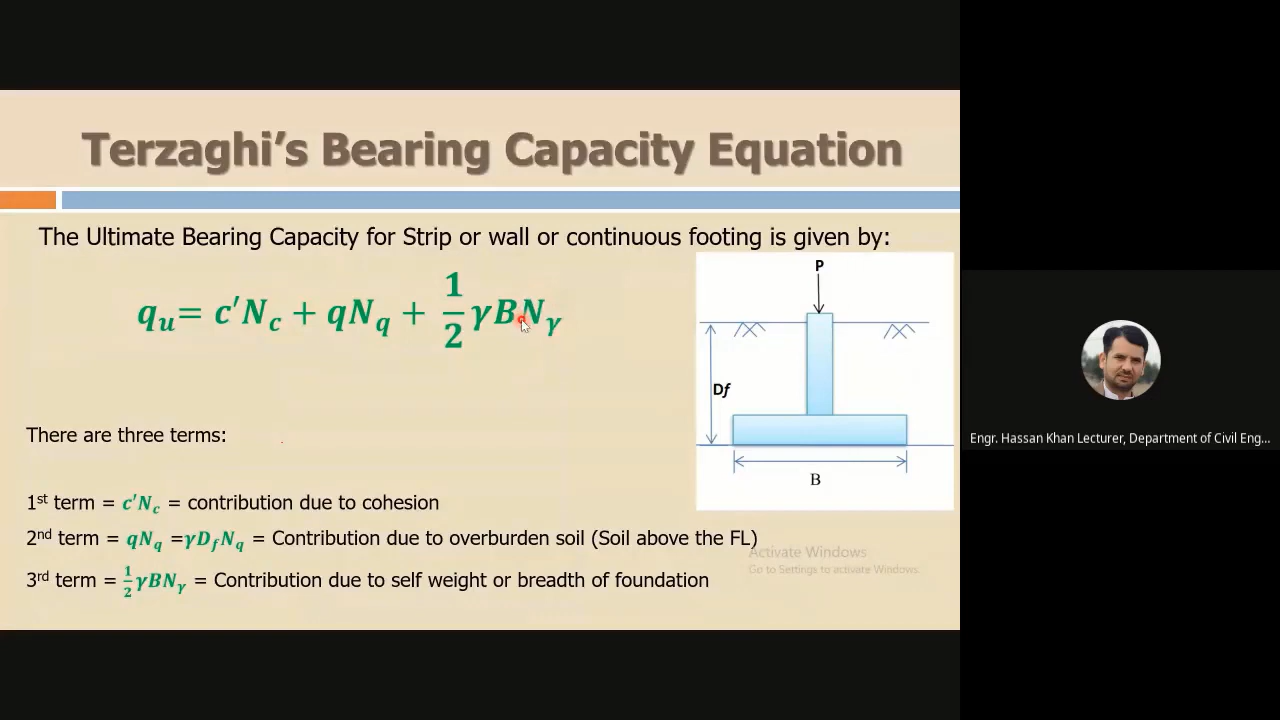 Terzaghi’s Bearing Capacity Equation
The Ultimate Bearing Capacity for Strip or wall or continuous footing is given by:
q_u= c′N_c + qN_q + 1/2 γBN_γ
P
Df
B
There are three terms:
1st term = c′N_c = contribution due to cohesion
2nd term = qN_q =γD_fN_q = Contribution due to overburden soil (Soil above the FL)
3rd term = 1/2 γBN_γ = Contribution due to self weight or breadth of foundation
Activate Windows
Go to Settings to activate Windows.
Engr. Hassan Khan Lecturer, Department of Civil Eng...